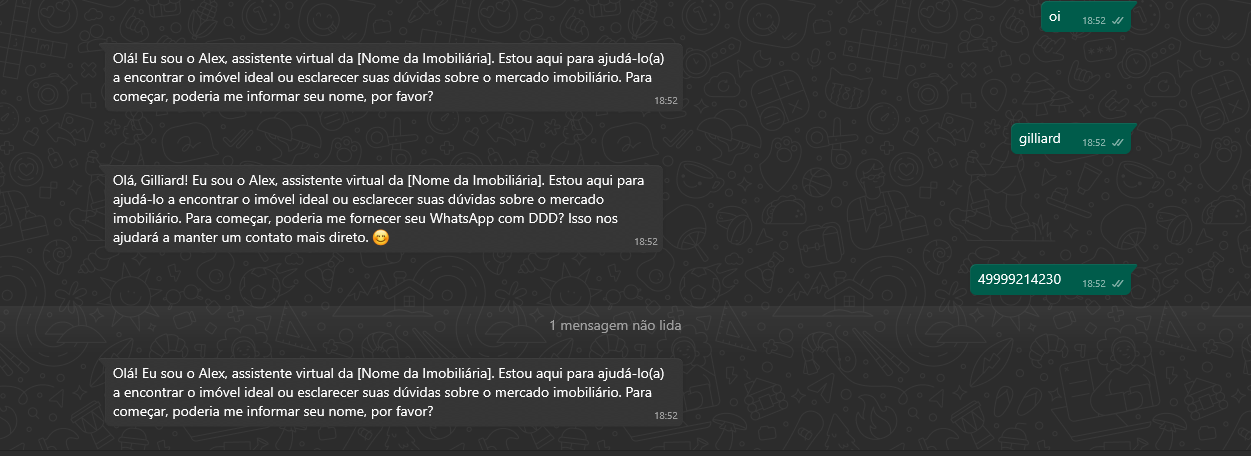 oi
18:52
Olá! Eu sou o Alex, assistente virtual da [Nome da Imobiliária]. Estou aqui para ajudá-lo(a)
a encontrar o imóvel ideal ou esclarecer suas dúvidas sobre o mercado imobiliário. Para
começar, poderia me informar seu nome, por favor?
18:52
gilliard
18:52
Olá, Gilliard! Eu sou o Alex, assistente virtual da [Nome da Imobiliária]. Estou aqui para
ajudá-lo a encontrar o imóvel ideal ou esclarecer suas dúvidas sobre o mercado
imobiliário. Para começar, poderia me fornecer seu WhatsApp com DDD? Isso nos
ajudará a manter um contato mais direto. 😊
18:52
49999214230
18:52
1 mensagem não lida
Olá! Eu sou o Alex, assistente virtual da [Nome da Imobiliária]. Estou aqui para ajudá-lo(a)
a encontrar o imóvel ideal ou esclarecer suas dúvidas sobre o mercado imobiliário. Para
começar, poderia me informar seu nome, por favor?
18:52